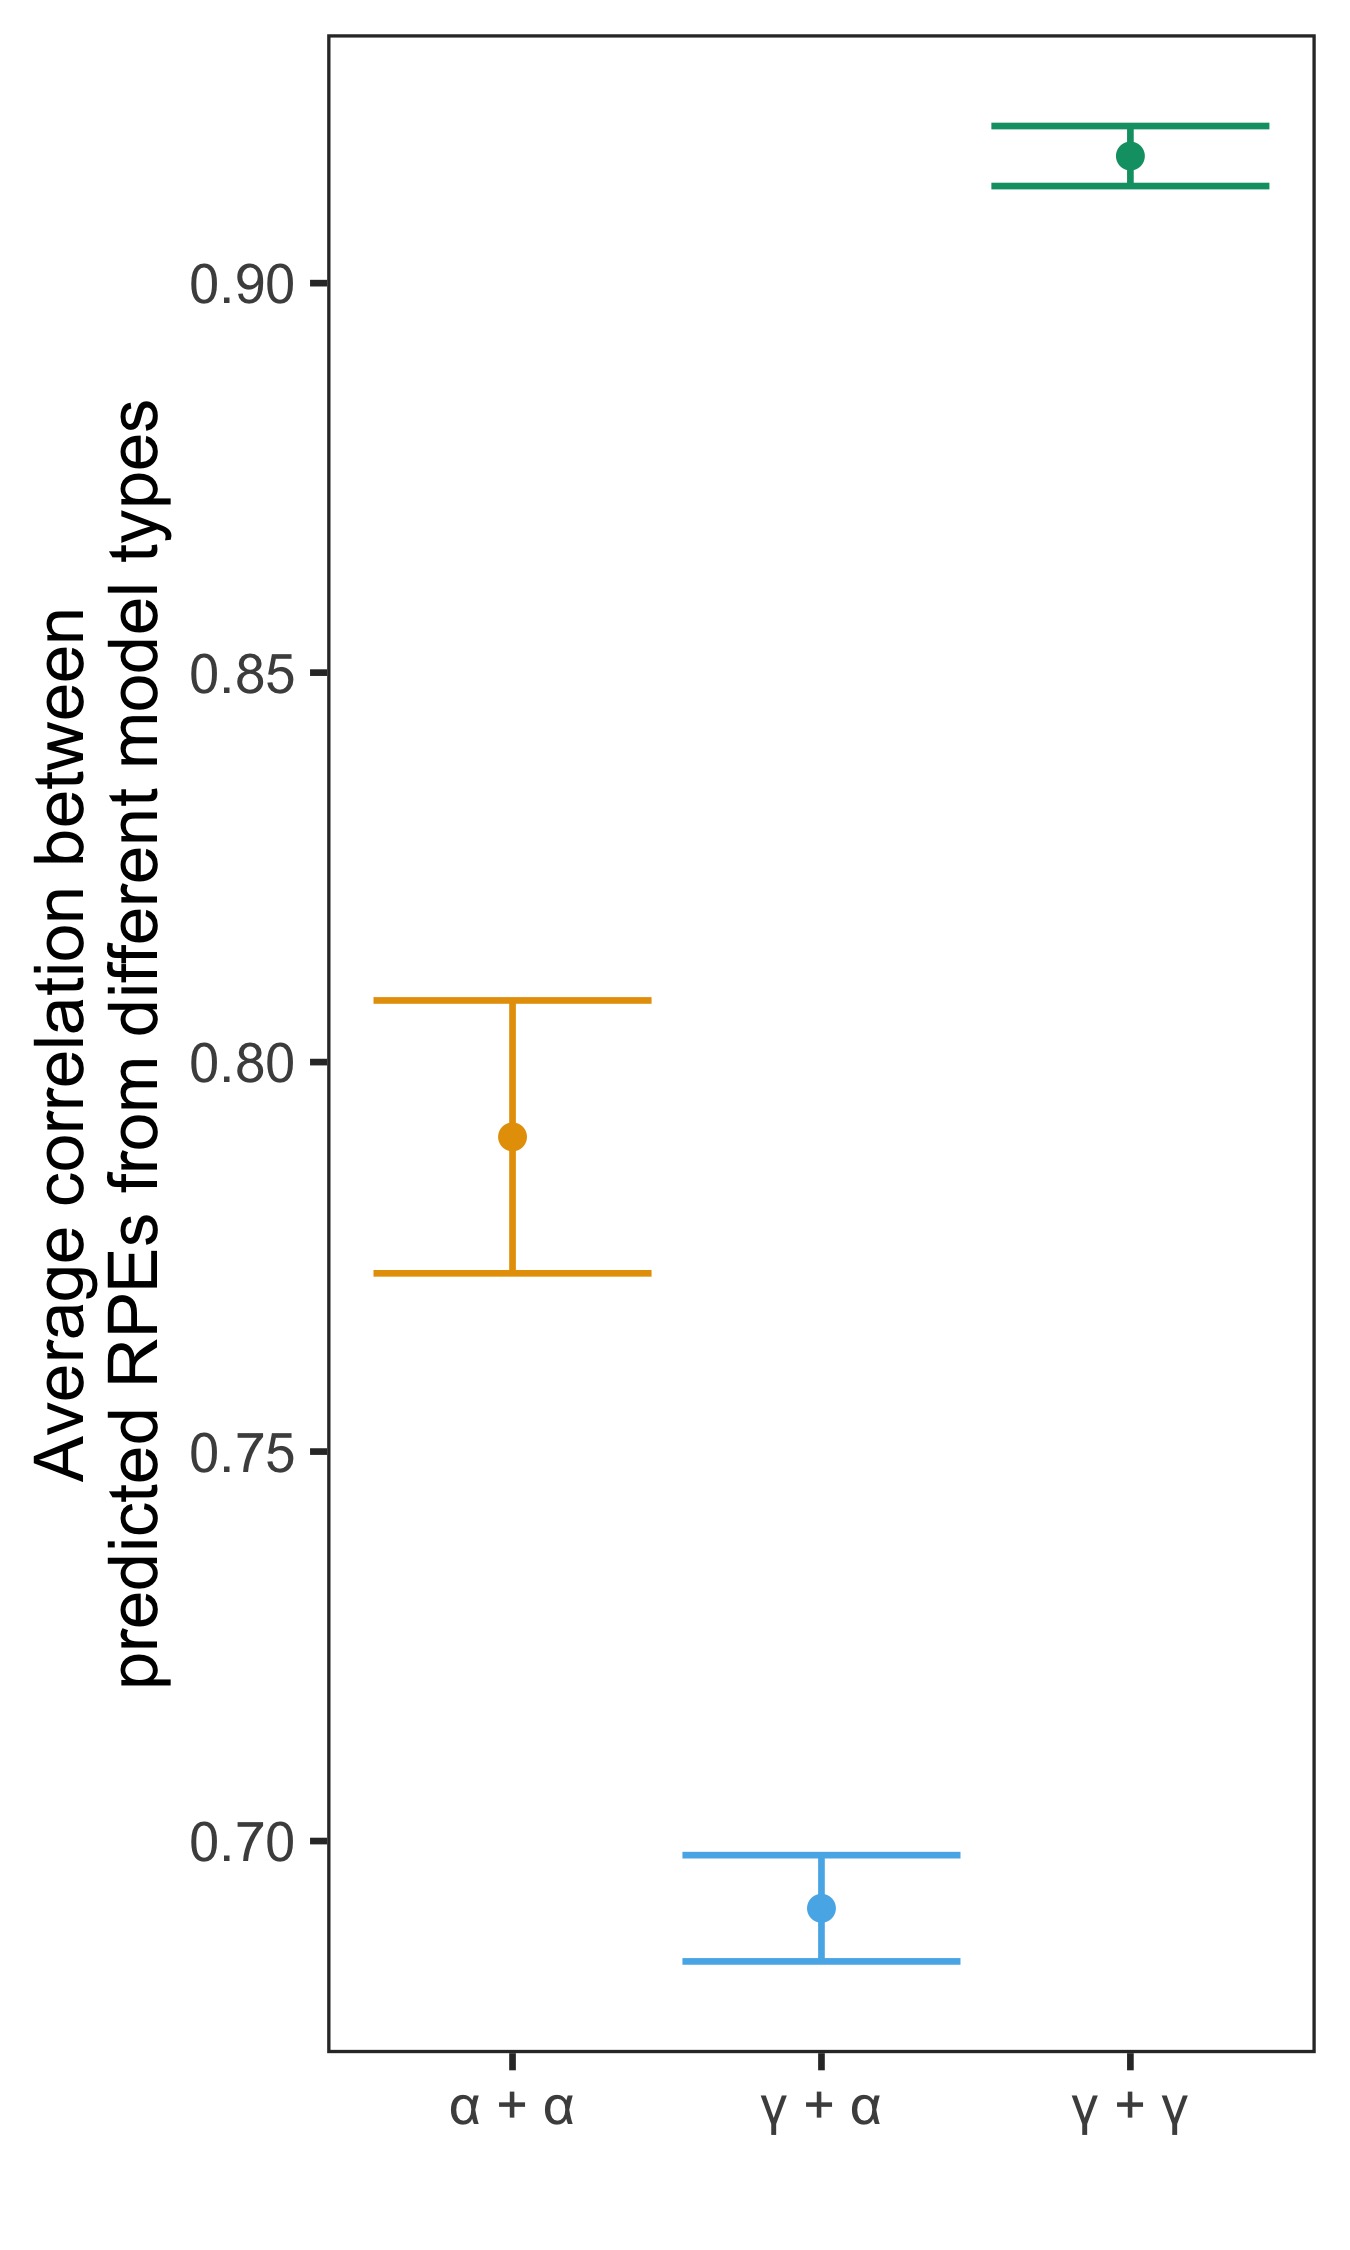 Average correlation between
predicted RPEs from different model types
0.90
0.85
0.80
0.75
0.70
α + α
γ + α
γ + γ